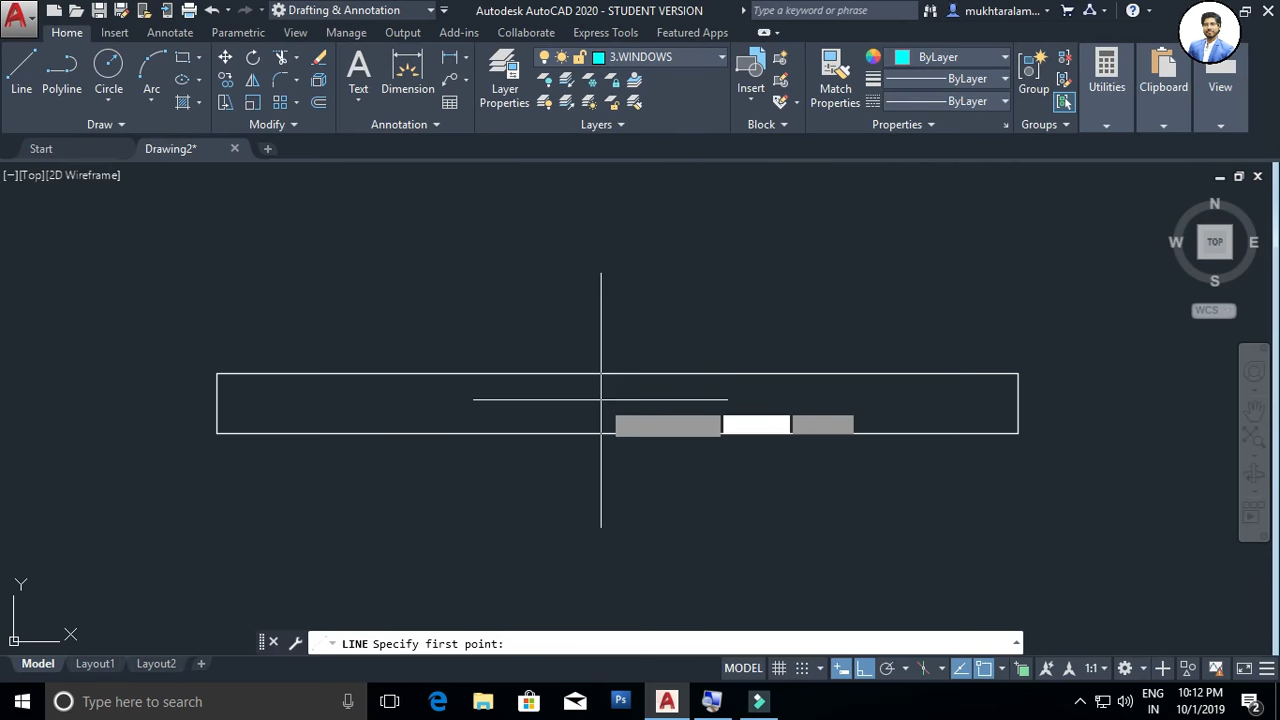 Drafting & Annotation
Autodesk AutoCAD 2020 - STUDENT VERSION
Drawing2.dwg
Type a keyword or phrase
mukhtaralam...
Home
Insert
Annotate
Parametric
View
Manage
Output
Add-ins
Collaborate
Express Tools
Featured Apps
Line
Polyline
Circle
Arc
Text
Dimension
Layer
Properties
3.WINDOWS
Insert
Match
Properties
ByLayer
ByLayer
ByLayer
Group
Utilities
Clipboard
View
Draw
Modify
Annotation
Layers
Block
Properties
Groups
Start
Drawing2*
[−][Top][2D Wireframe]
N
W
TOP
E
S
WCS
Y
X
LINE Specify first point:
Model
Layout1
Layout2
MODEL
1:1
Type here to search
Ps
ENG
IN
10:12 PM
10/1/2019
2